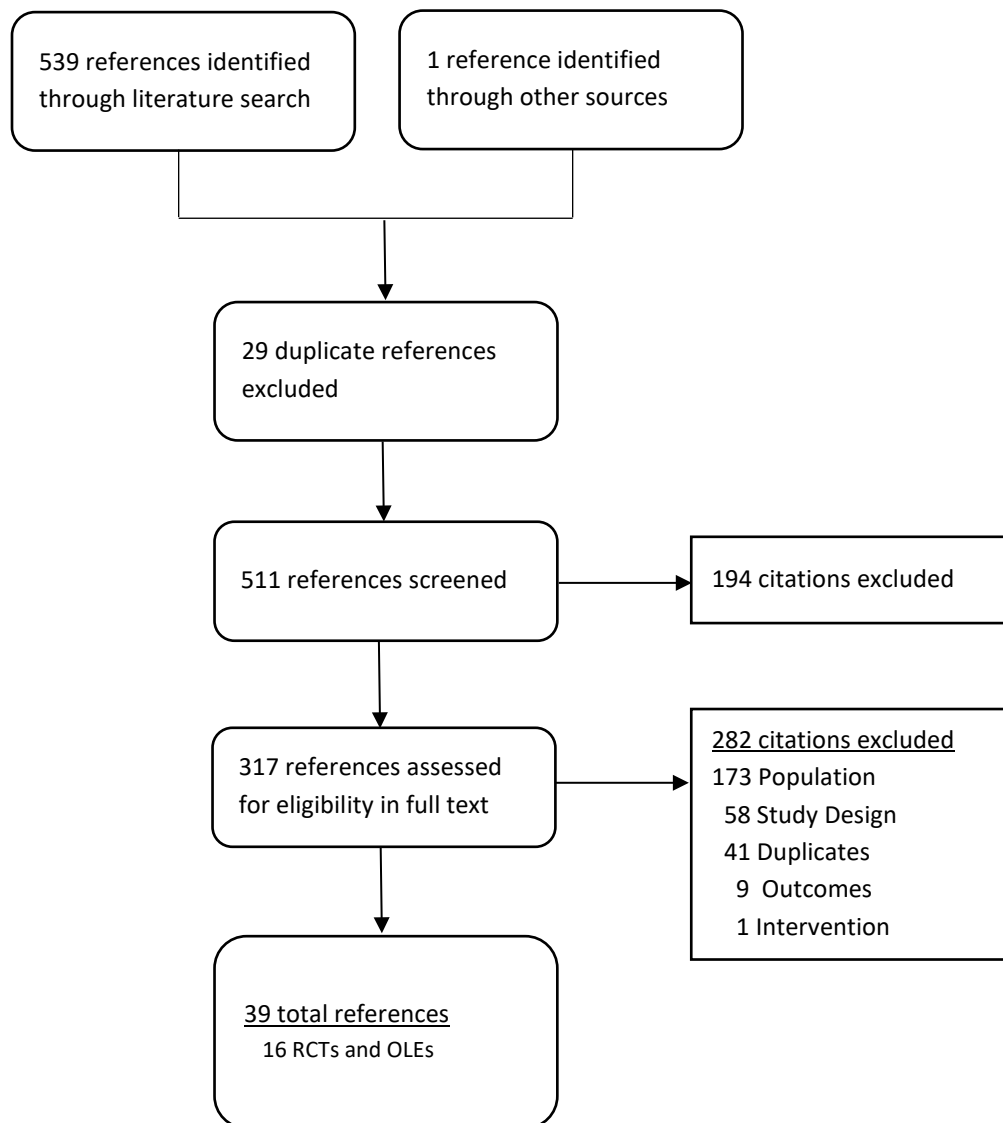 539 references identified
through literature search
1 reference identified
through other sources
29 duplicate references
excluded
511 references screened
194 citations excluded
317 references assessed
for eligibility in full text
282 citations excluded
173 Population
58 Study Design
41 Duplicates
9 Outcomes
1 Intervention
39 total references
16 RCTs and OLEs